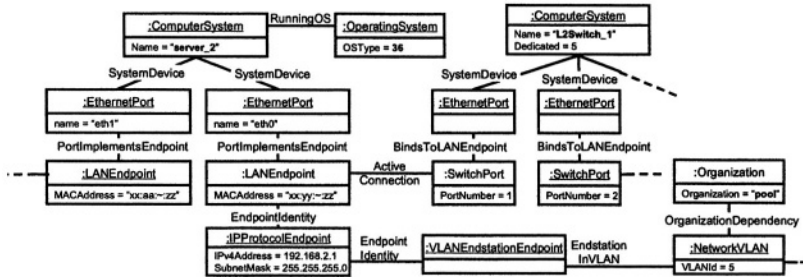 :ComputerSystem
Name = "server_2"
RunningOS
:OperatingSystem
OSType = 36
:ComputerSystem
Name = "L2Switch_1"
Dedicated = 5
SystemDevice
SystemDevice
SystemDevice
SystemDevice
:EthernetPort
name = "eth1"
:EthernetPort
name = "eth0"
:EthernetPort
:EthernetPort
PortImplementsEndpoint
PortImplementsEndpoint
BindsToLANEndpoint
BindsToLANEndpoint
:LANEndpoint
MACAddress = "xx:aa:~:zz"
:LANEndpoint
MACAddress = "xx:yy:~:zz"
Active
Connection
:SwitchPort
PortNumber = 1
:SwitchPort
PortNumber = 2
:Organization
Organization = "pool"
EndpointIdentity
OrganizationDependency
:IPProtocolEndpoint
IPv4Address = 192.168.2.1
SubnetMask = 255.255.255.0
Endpoint
Identity
:VLANEndstationEndpoint
Endstation
InVLAN
:NetworkVLAN
VLANId = 5